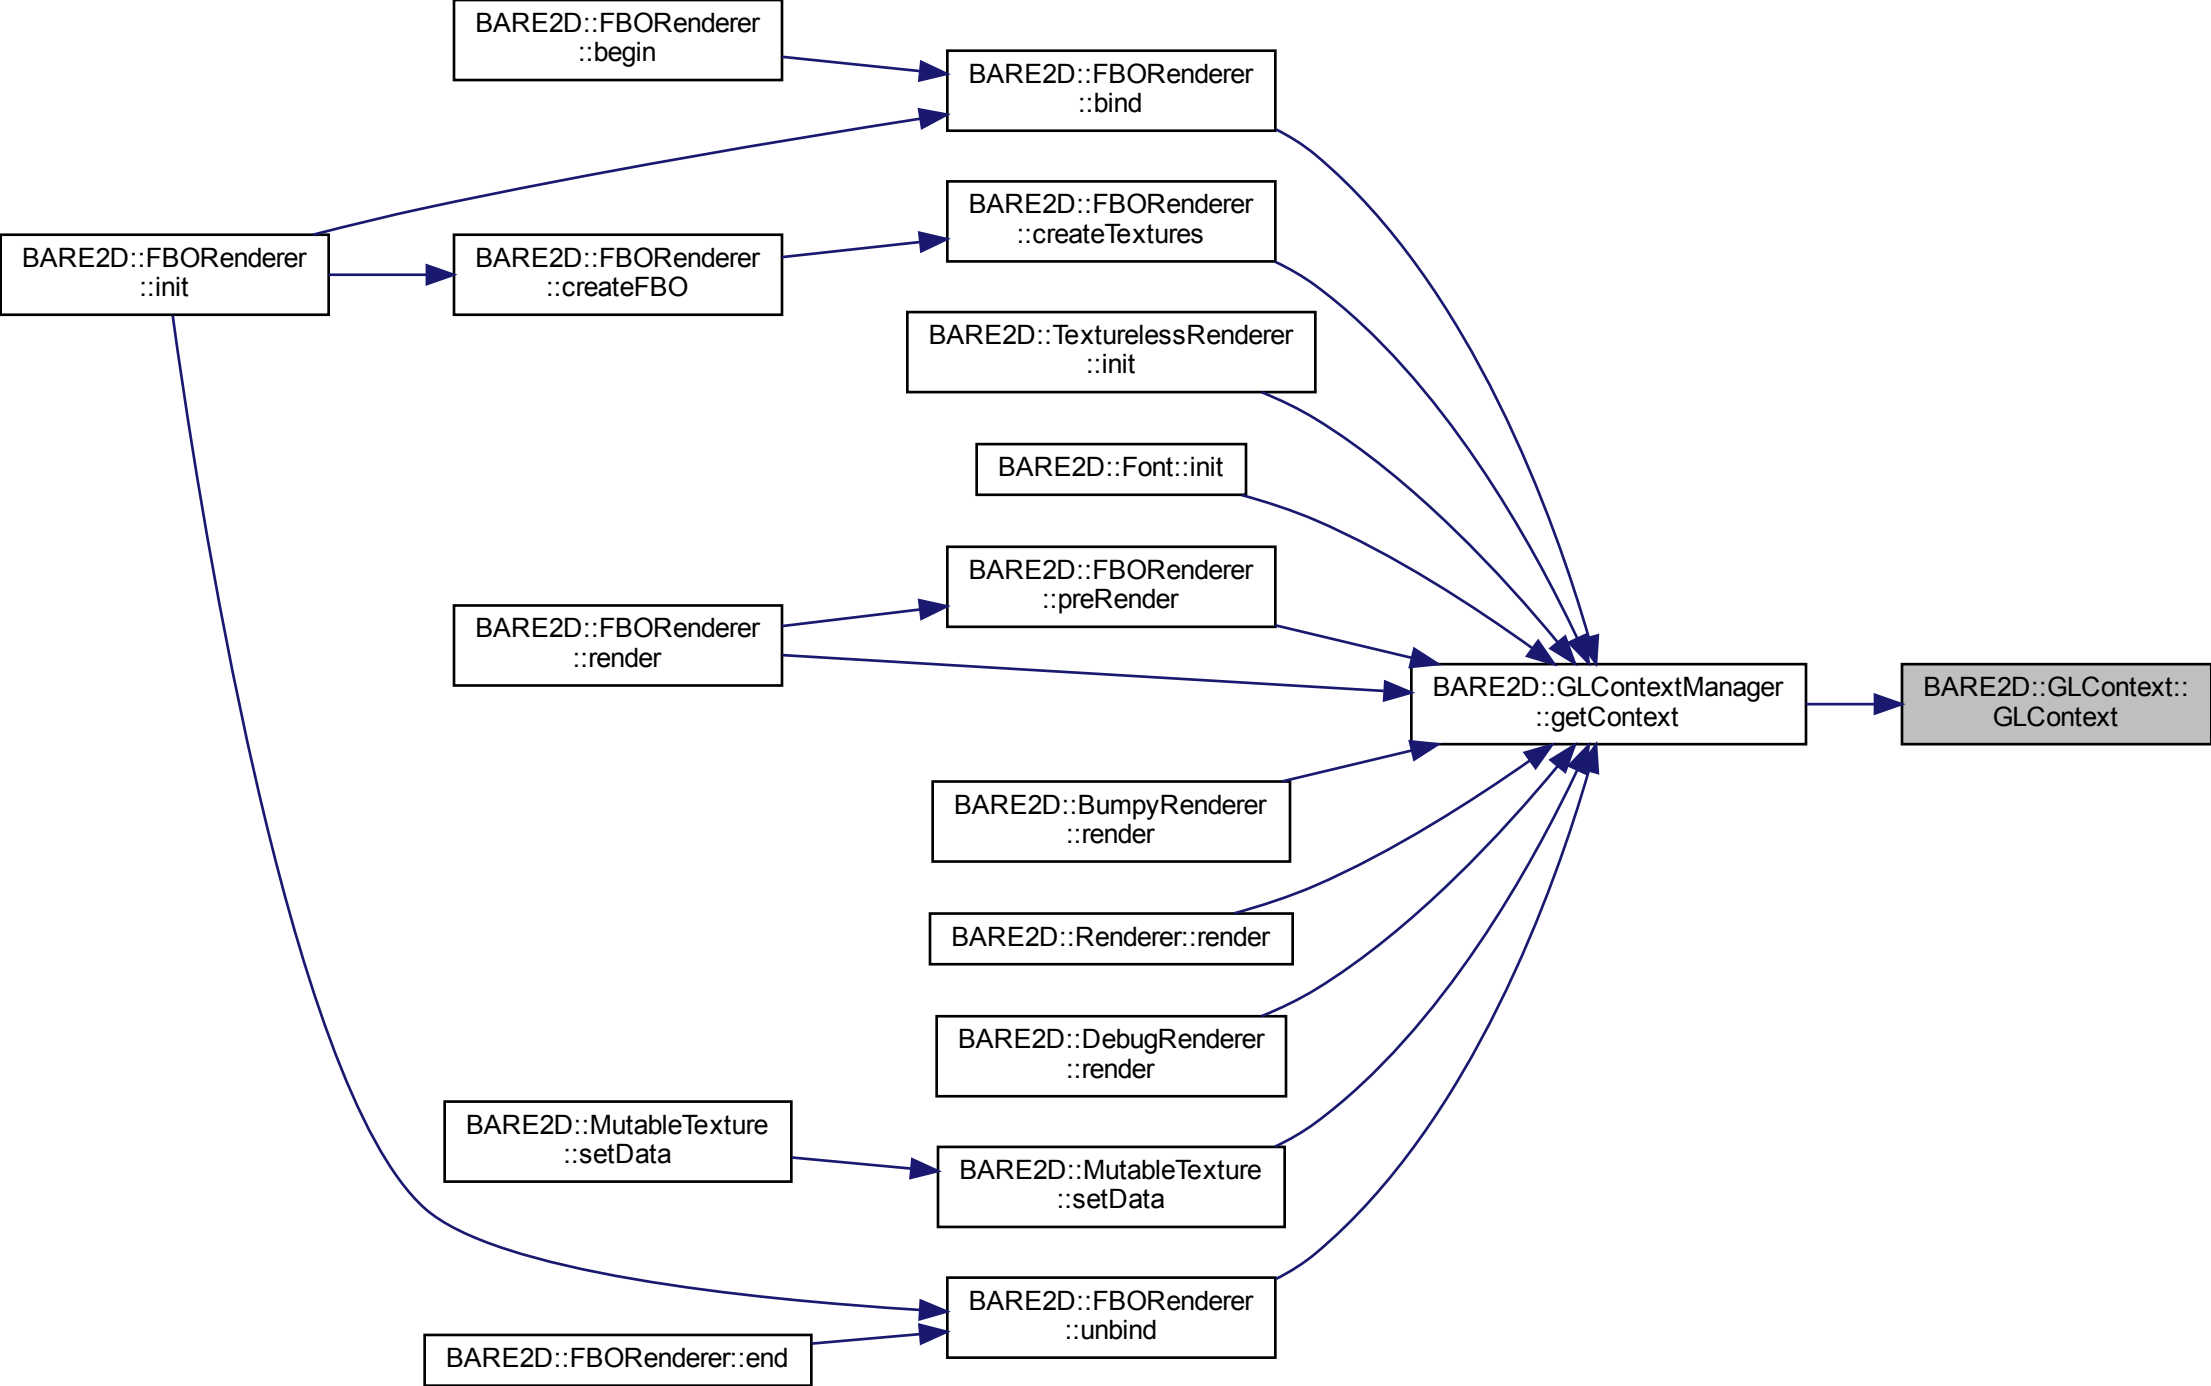 BARE2D::FBORenderer
::begin
BARE2D::FBORenderer
::bind
BARE2D::FBORenderer
::createTextures
BARE2D::FBORenderer
::init
BARE2D::FBORenderer
::createFBO
BARE2D::TexturelessRenderer
::init
BARE2D::Font::init
BARE2D::FBORenderer
::preRender
BARE2D::FBORenderer
::render
BARE2D::GLContextManager
::getContext
BARE2D::GLContext::
GLContext
BARE2D::BumpyRenderer
::render
BARE2D::Renderer::render
BARE2D::DebugRenderer
::render
BARE2D::MutableTexture
::setData
BARE2D::MutableTexture
::setData
BARE2D::FBORenderer
::unbind
BARE2D::FBORenderer::end